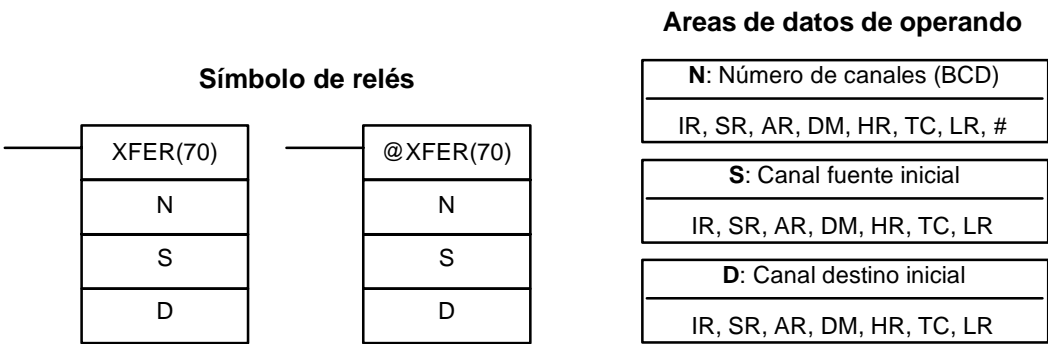 Areas de datos de operando
Símbolo de relés
XFER(70)
N
S
D
@XFER(70)
N
S
D
N: Número de canales (BCD)
IR, SR, AR, DM, HR, TC, LR, #
S: Canal fuente inicial
IR, SR, AR, DM, HR, TC, LR
D: Canal destino inicial
IR, SR, AR, DM, HR, TC, LR